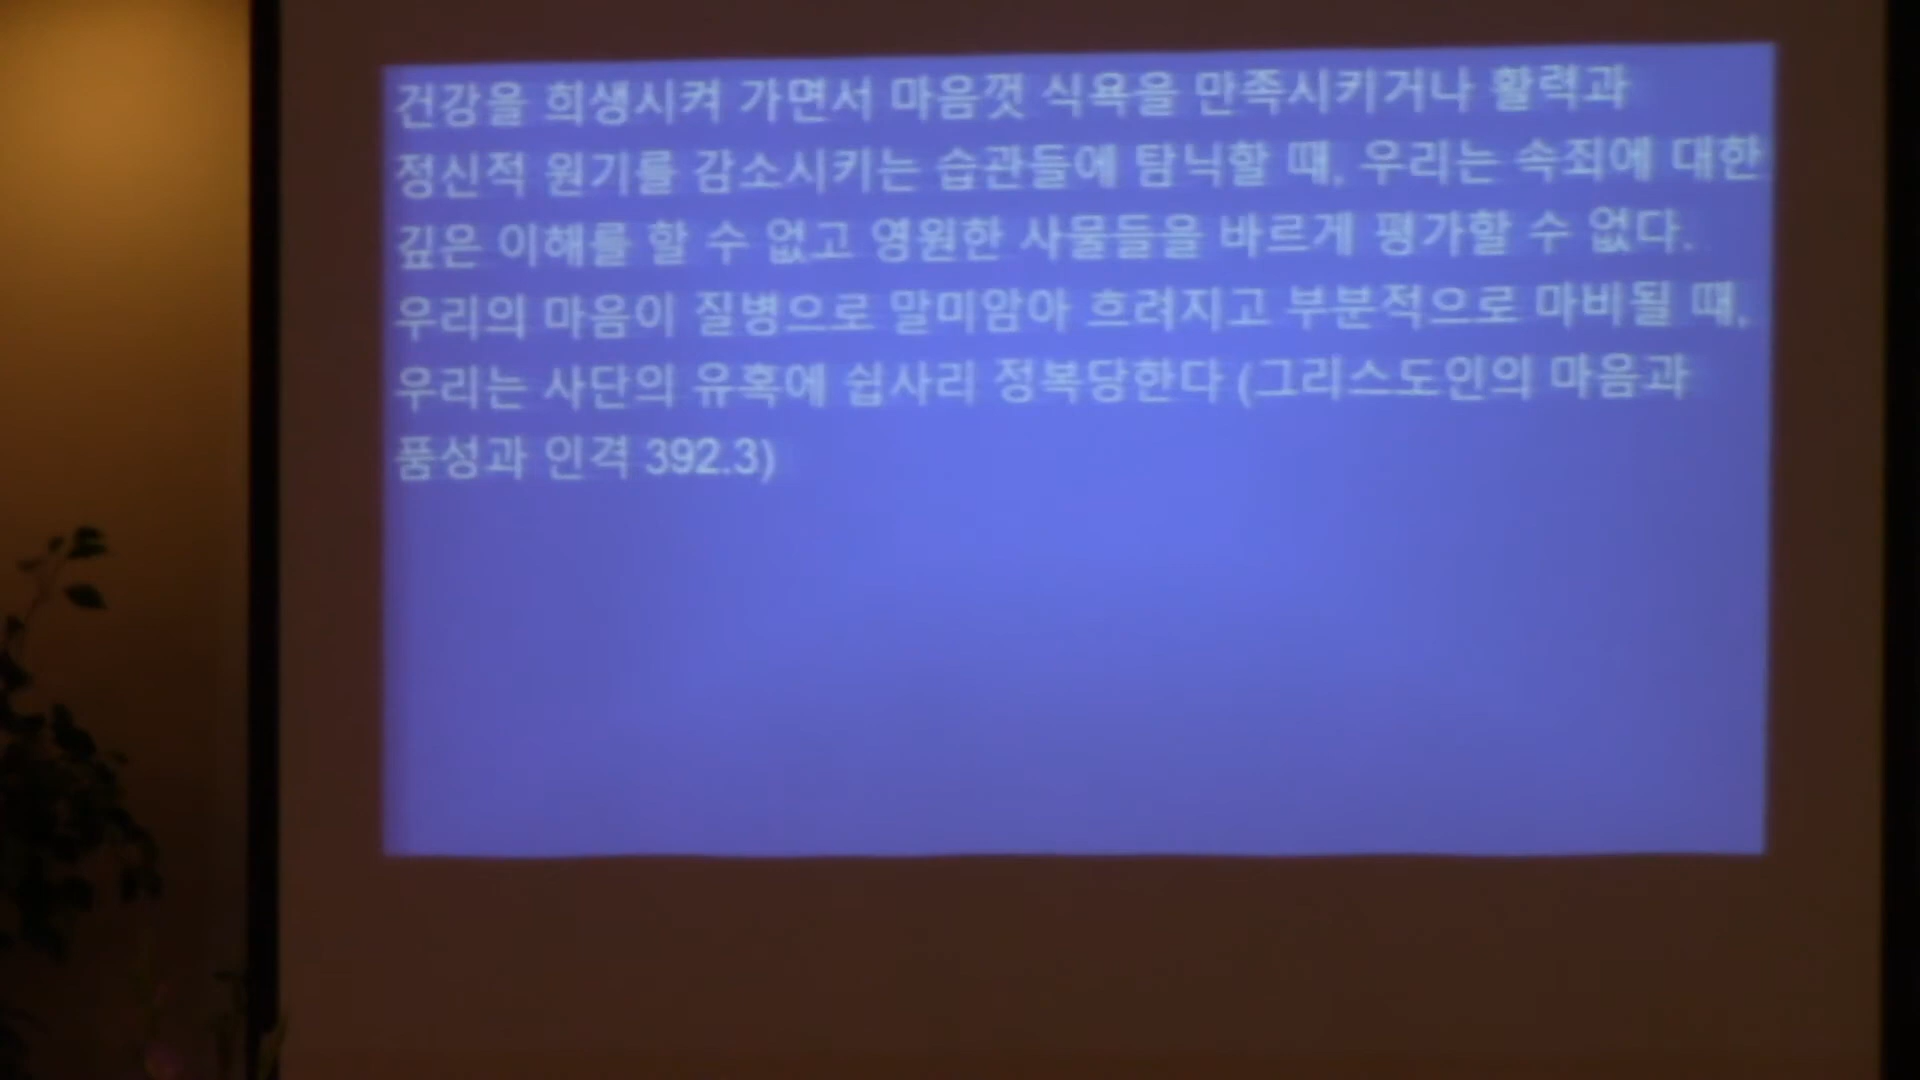 건강을 희생시켜 가면서 마음껏 식욕을 만족시키거나 활력과
정신적 원기를 감소시키는 습관들에 탐닉할 때, 우리는 속죄에 대한
깊은 이해를 할 수 없고 영원한 사물들을 바르게 평가할 수 없다.
우리의 마음이 질병으로 말미암아 흐려지고 부분적으로 마비될 때,
우리는 사단의 유혹에 쉽사리 정복당한다 (그리스도인의 마음과
품성과 인격 392.3)